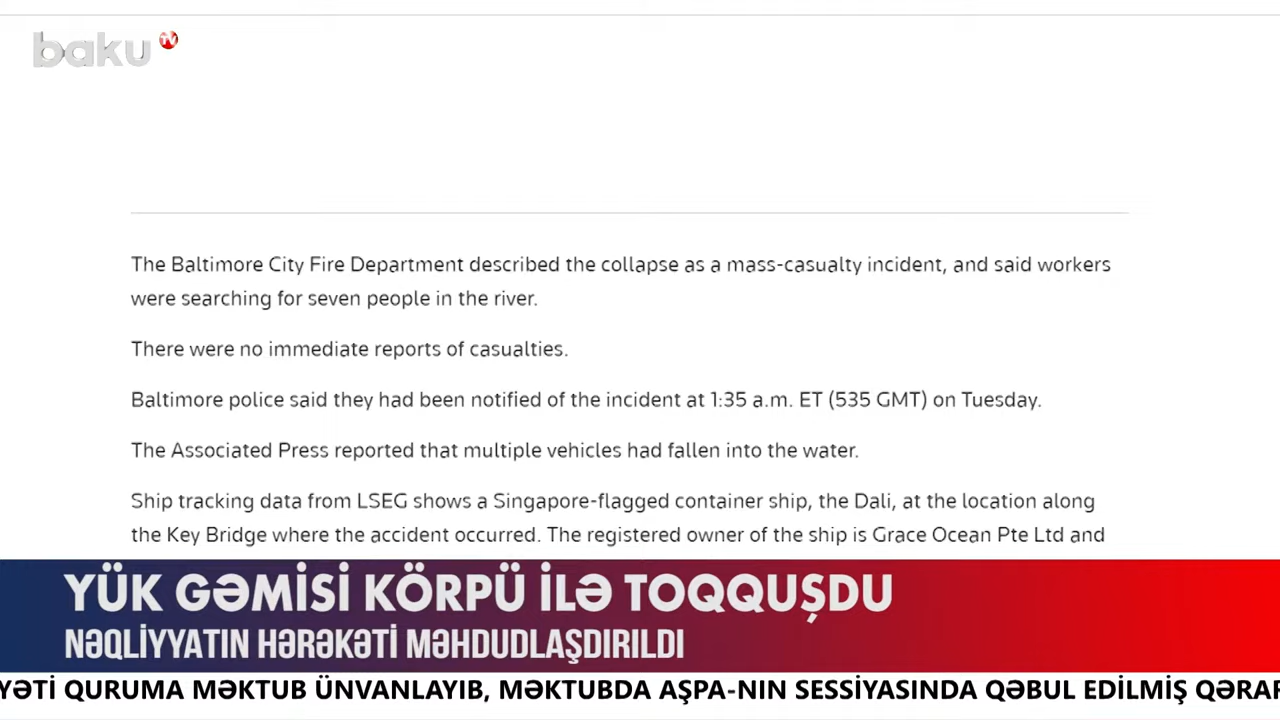 baku TV
The Baltimore City Fire Department described the collapse as a mass-casualty incident, and said workers
were searching for seven people in the river.
There were no immediate reports of casualties.
Baltimore police said they had been notified of the incident at 1:35 a.m. ET (535 GMT) on Tuesday.
The Associated Press reported that multiple vehicles had fallen into the water.
Ship tracking data from LSEG shows a Singapore-flagged container ship, the Dali, at the location along
the Key Bridge where the accident occurred. The registered owner of the ship is Grace Ocean Pte Ltd and
YÜK GƏMİSİ KÖRPÜ İLƏ TOQQUŞDU
NƏQLİYYATIN HƏRƏKƏTİ MƏHDUDLAŞDIRILDI
YƏTİ QURUMA MƏKTUB ÜNVANLAYIB, MƏKTUBDA AŞPA-NIN SESSİYASINDA QƏBUL EDİLMİŞ QƏRAR